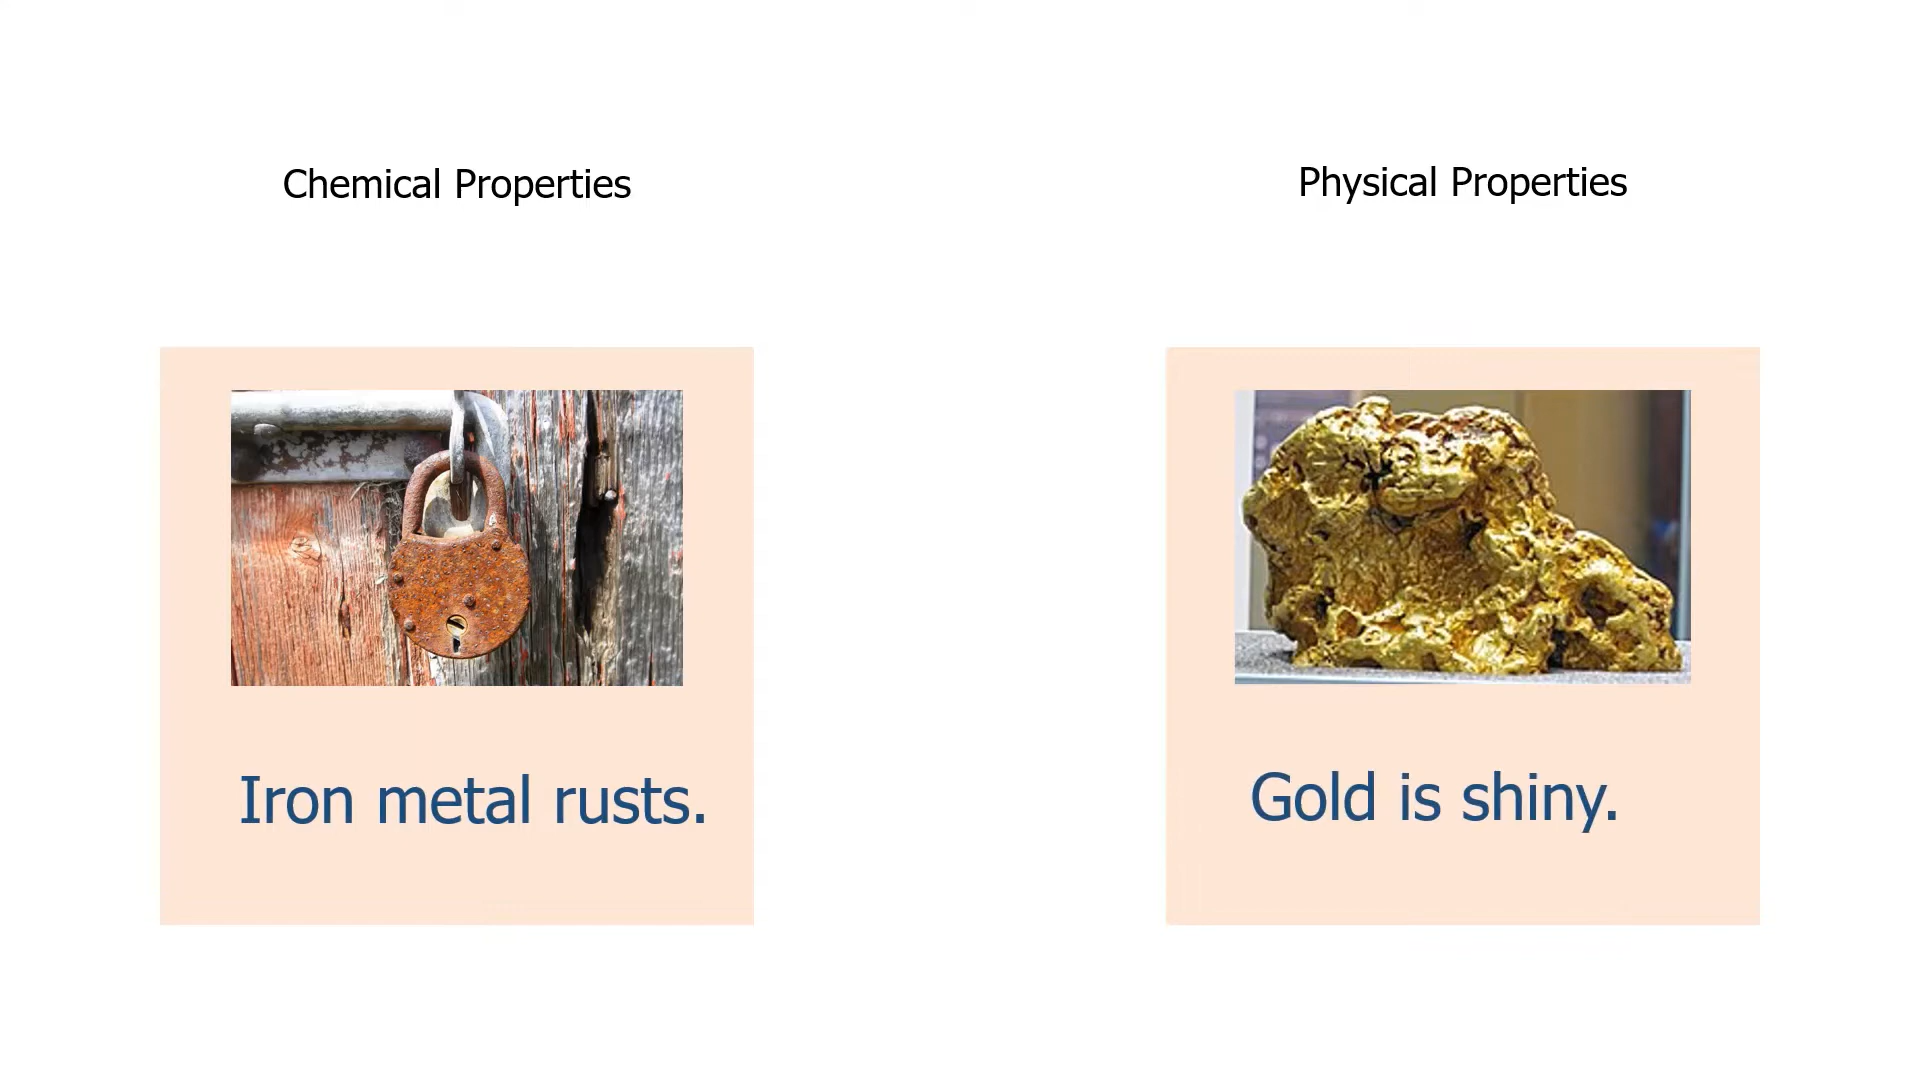 Chemical Properties
Physical Properties
Iron metal rusts.
Gold is shiny.